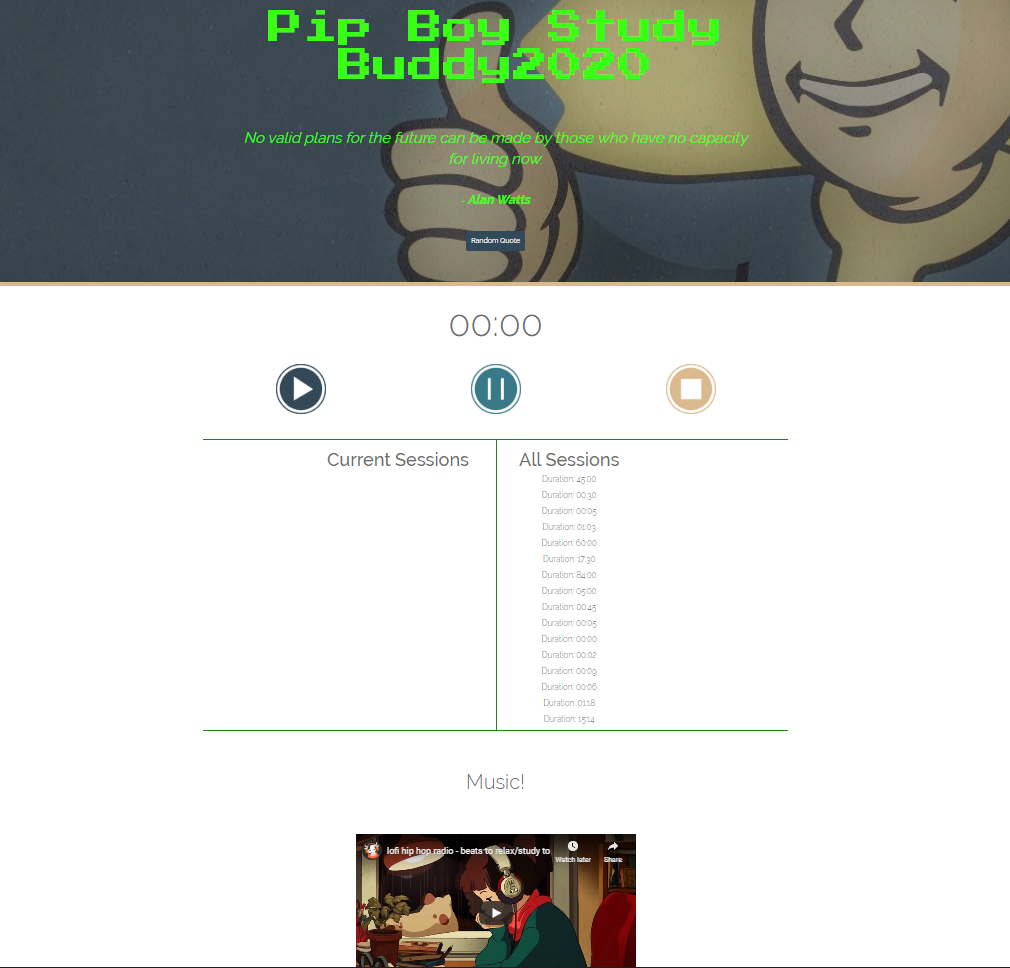 Pip Boy Study
Buddy2020
No valid plans for the future can be made by those who have no capacity
for living now.
- Alan Watts
Random Quote
00:00
Current Sessions
All Sessions
Duration: 45:00
Duration: 00:30
Duration: 00:05
Duration: 01:03
Duration: 60:00
Duration: 17:30
Duration: 84:00
Duration: 05:00
Duration: 00:45
Duration: 00:05
Duration: 00:00
Duration: 00:02
Duration: 00:09
Duration: 00:06
Duration: 01:18
Duration: 15:14
Music!
lofi hip hop radio - beats to relax/study to
Watch later
Share